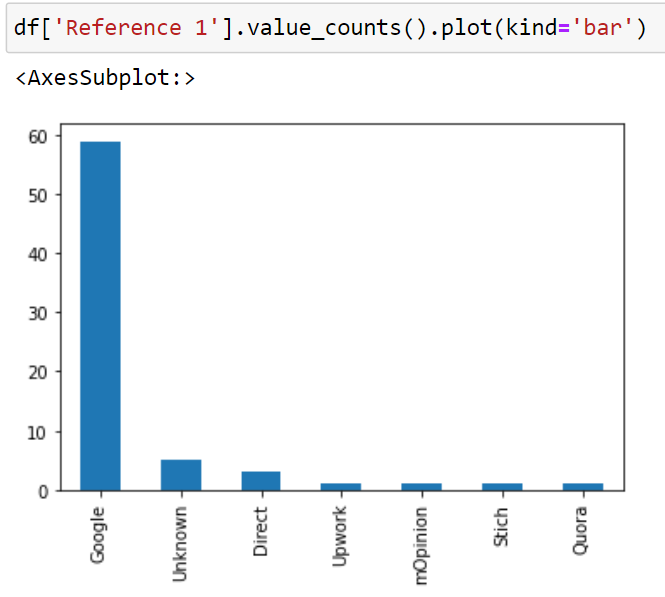 df['Reference 1'].value_counts().plot(kind='bar')
<AxesSubplot:>
60
50
40
30
20
10
0
Google
Unknown
Direct
Upwork
mOpinion
Stich
Quora